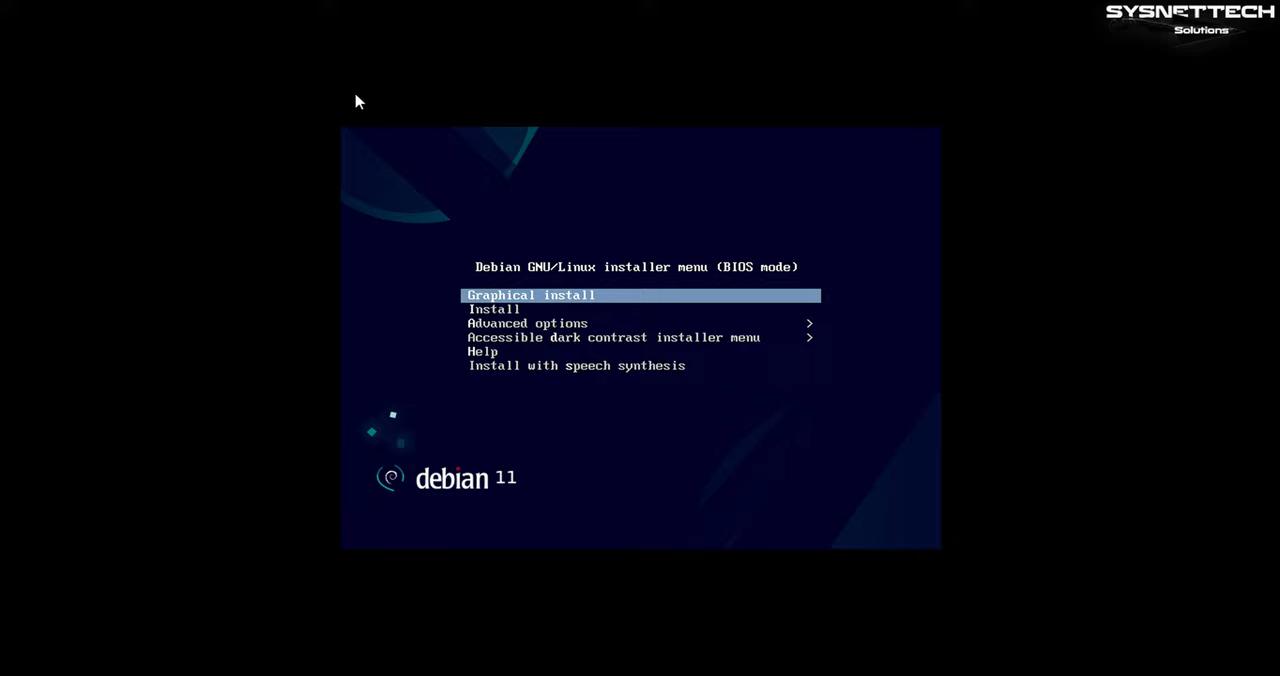 SYSNETTECH
Solutions
Debian GNU/Linux installer menu (BIOS mode)
Graphical install
Install
Advanced options >
Accessible dark contrast installer menu >
Help
Install with speech synthesis
debian 11